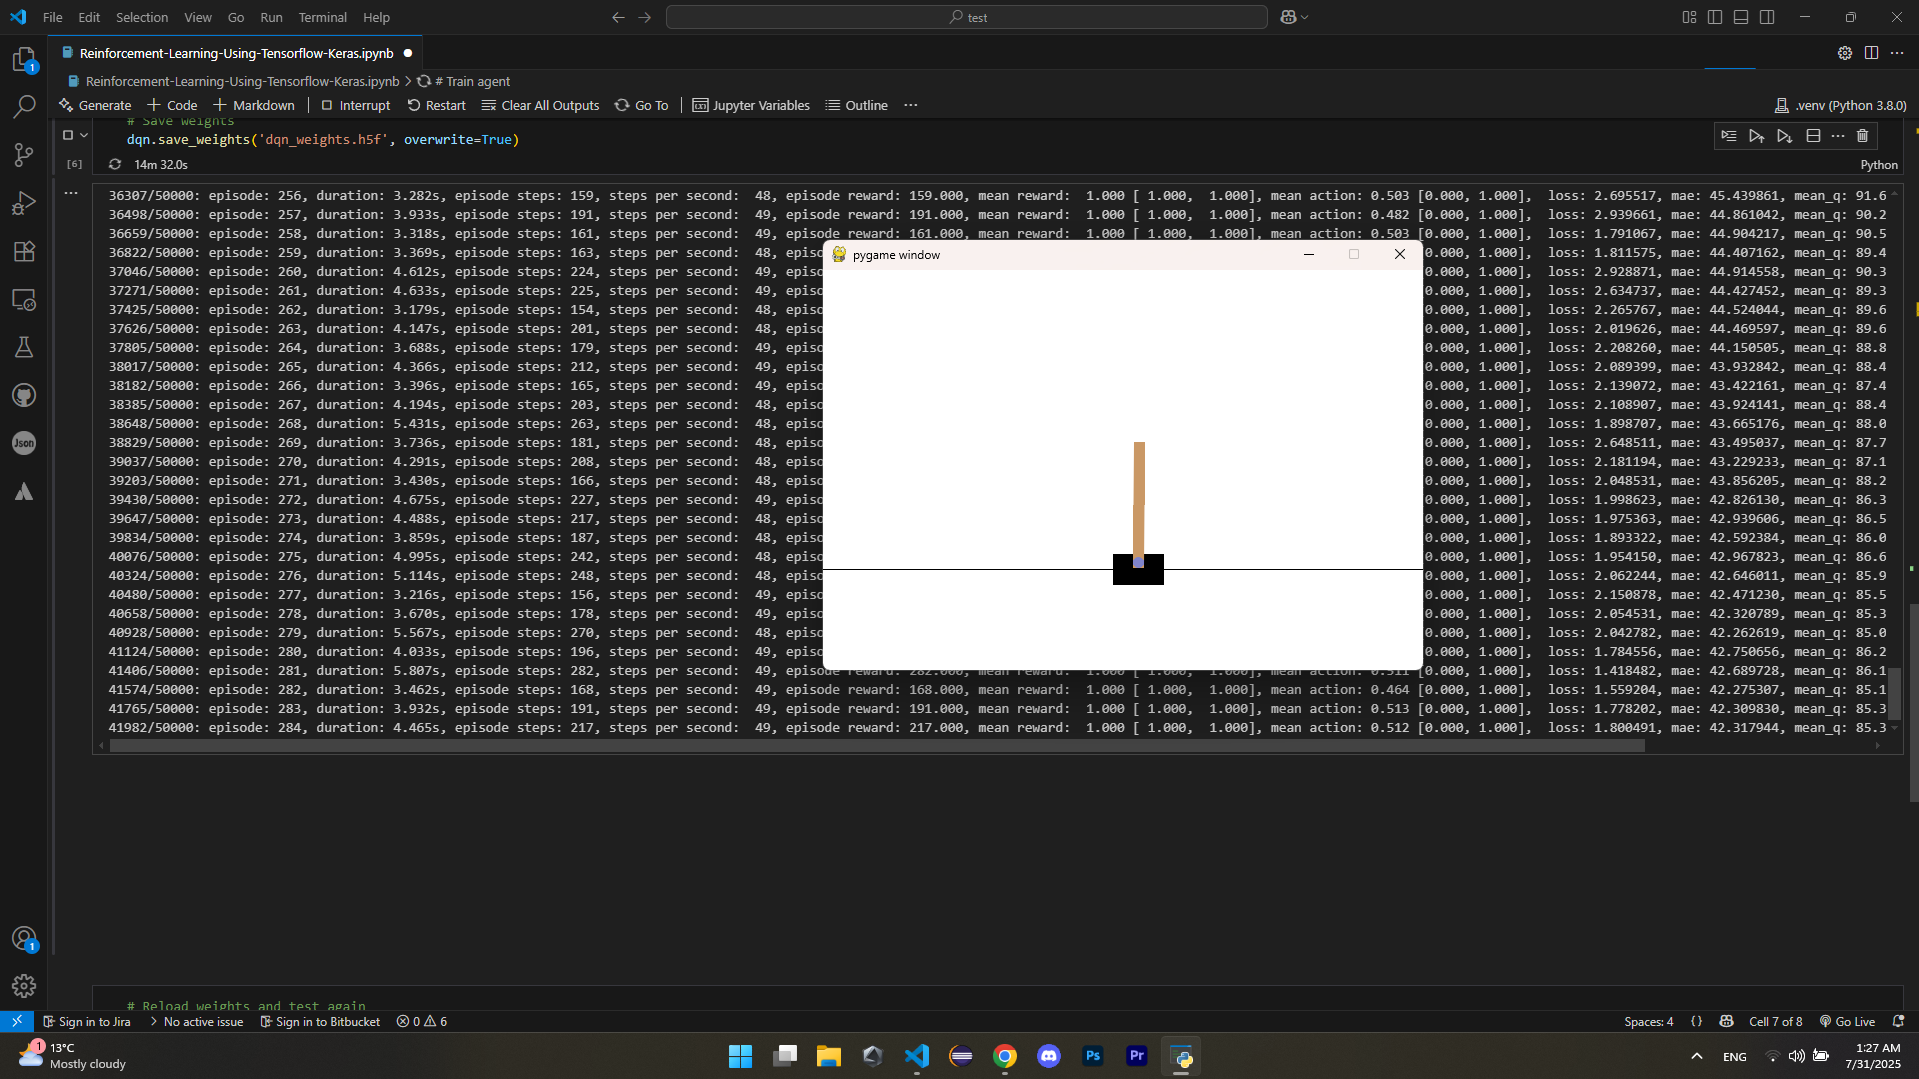 File Edit Selection View Go Run Terminal Help
test
Reinforcement-Learning-Using-Tensorflow-Keras.ipynb
Reinforcement-Learning-Using-Tensorflow-Keras.ipynb > # Train agent
Generate + Code + Markdown Interrupt Restart Clear All Outputs Go To Jupyter Variables Outline ...
.venv (Python 3.8.0)
# Save weights
dqn.save_weights('dqn_weights.h5f', overwrite=True)
[6] 14m 32.0s
Python
36307/50000: episode: 256, duration: 3.282s, episode steps: 159, steps per second: 48, episode reward: 159.000, mean reward: 1.000 [ 1.000, 1.000], mean action: 0.503 [0.000, 1.000], loss: 2.695517, mae: 45.439861, mean_q: 91.6
36498/50000: episode: 257, duration: 3.933s, episode steps: 191, steps per second: 49, episode reward: 191.000, mean reward: 1.000 [ 1.000, 1.000], mean action: 0.482 [0.000, 1.000], loss: 2.939661, mae: 44.861042, mean_q: 90.2
36659/50000: episode: 258, duration: 3.318s, episode steps: 161, steps per second: 49, episode reward: 161.000, mean reward: 1.000 [ 1.000, 1.000], mean action: 0.503 [0.000, 1.000], loss: 1.791067, mae: 44.904217, mean_q: 90.5
36822/50000: episode: 259, duration: 3.369s, episode steps: 163, steps per second: 48, episo 0.000, 1.000], loss: 1.811575, mae: 44.407162, mean_q: 89.4
37046/50000: episode: 260, duration: 4.612s, episode steps: 224, steps per second: 49, episo 0.000, 1.000], loss: 2.928871, mae: 44.914558, mean_q: 90.3
37271/50000: episode: 261, duration: 4.633s, episode steps: 225, steps per second: 49, episo 0.000, 1.000], loss: 2.634737, mae: 44.427452, mean_q: 89.3
37425/50000: episode: 262, duration: 3.179s, episode steps: 154, steps per second: 48, episo 0.000, 1.000], loss: 2.265767, mae: 44.524044, mean_q: 89.6
37626/50000: episode: 263, duration: 4.147s, episode steps: 201, steps per second: 48, episo 0.000, 1.000], loss: 2.019626, mae: 44.469597, mean_q: 89.6
37805/50000: episode: 264, duration: 3.688s, episode steps: 179, steps per second: 49, episo 0.000, 1.000], loss: 2.208260, mae: 44.150505, mean_q: 88.8
38017/50000: episode: 265, duration: 4.366s, episode steps: 212, steps per second: 49, episo 0.000, 1.000], loss: 2.089399, mae: 43.932842, mean_q: 88.4
38182/50000: episode: 266, duration: 3.396s, episode steps: 165, steps per second: 49, episo 0.000, 1.000], loss: 2.139072, mae: 43.422161, mean_q: 87.4
38385/50000: episode: 267, duration: 4.194s, episode steps: 203, steps per second: 48, episo 0.000, 1.000], loss: 2.108907, mae: 43.924141, mean_q: 88.4
38648/50000: episode: 268, duration: 5.431s, episode steps: 263, steps per second: 48, episo 0.000, 1.000], loss: 1.898707, mae: 43.665176, mean_q: 88.0
38829/50000: episode: 269, duration: 3.736s, episode steps: 181, steps per second: 48, episo 0.000, 1.000], loss: 2.648511, mae: 43.495037, mean_q: 87.7
39037/50000: episode: 270, duration: 4.291s, episode steps: 208, steps per second: 48, episo 0.000, 1.000], loss: 2.181194, mae: 43.229233, mean_q: 87.1
39203/50000: episode: 271, duration: 3.430s, episode steps: 166, steps per second: 48, episo 0.000, 1.000], loss: 2.048531, mae: 43.856205, mean_q: 88.2
39430/50000: episode: 272, duration: 4.675s, episode steps: 227, steps per second: 49, episo 0.000, 1.000], loss: 1.998623, mae: 42.826130, mean_q: 86.3
39647/50000: episode: 273, duration: 4.488s, episode steps: 217, steps per second: 48, episo 0.000, 1.000], loss: 1.975363, mae: 42.939606, mean_q: 86.5
39834/50000: episode: 274, duration: 3.859s, episode steps: 187, steps per second: 48, episo 0.000, 1.000], loss: 1.893322, mae: 42.592384, mean_q: 86.0
40076/50000: episode: 275, duration: 4.995s, episode steps: 242, steps per second: 48, episo 0.000, 1.000], loss: 1.954150, mae: 42.967823, mean_q: 86.6
40324/50000: episode: 276, duration: 5.114s, episode steps: 248, steps per second: 48, episo 0.000, 1.000], loss: 2.062244, mae: 42.646011, mean_q: 85.9
40480/50000: episode: 277, duration: 3.216s, episode steps: 156, steps per second: 49, episo 0.000, 1.000], loss: 2.150878, mae: 42.471230, mean_q: 85.5
40658/50000: episode: 278, duration: 3.670s, episode steps: 178, steps per second: 49, episo 0.000, 1.000], loss: 2.054531, mae: 42.320789, mean_q: 85.3
40928/50000: episode: 279, duration: 5.567s, episode steps: 270, steps per second: 48, episo 0.000, 1.000], loss: 2.042782, mae: 42.262619, mean_q: 85.0
41124/50000: episode: 280, duration: 4.033s, episode steps: 196, steps per second: 49, episo 0.000, 1.000], loss: 1.784556, mae: 42.750656, mean_q: 86.2
41406/50000: episode: 281, duration: 5.807s, episode steps: 282, steps per second: 49, episode reward: 282.000, mean reward: 1.000 [ 1.000, 1.000], mean action: 0.511 [0.000, 1.000], loss: 1.418482, mae: 42.689728, mean_q: 86.1
41574/50000: episode: 282, duration: 3.462s, episode steps: 168, steps per second: 49, episode reward: 168.000, mean reward: 1.000 [ 1.000, 1.000], mean action: 0.464 [0.000, 1.000], loss: 1.559204, mae: 42.275307, mean_q: 85.1
41765/50000: episode: 283, duration: 3.932s, episode steps: 191, steps per second: 49, episode reward: 191.000, mean reward: 1.000 [ 1.000, 1.000], mean action: 0.513 [0.000, 1.000], loss: 1.778202, mae: 42.309830, mean_q: 85.3
41982/50000: episode: 284, duration: 4.465s, episode steps: 217, steps per second: 49, episode reward: 217.000, mean reward: 1.000 [ 1.000, 1.000], mean action: 0.512 [0.000, 1.000], loss: 1.800491, mae: 42.317944, mean_q: 85.3
pygame window
Json
1
1
# Reload weights and test again
Sign in to Jira > No active issue Sign in to Bitbucket 0 6
Spaces: 4 {} Cell 7 of 8 Go Live
1
13°C
Mostly cloudy
Ps
Pr
ENG
1:27 AM
7/31/2025